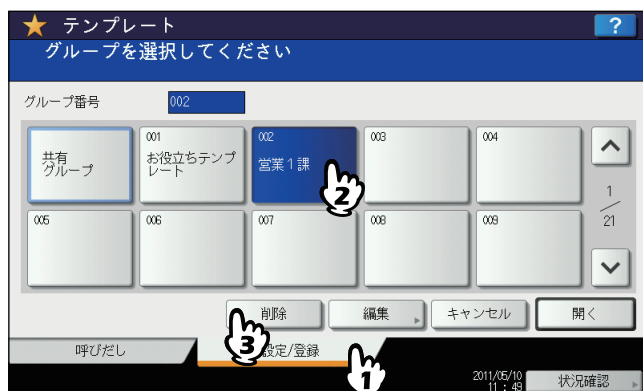 テンプレート
?
グループを選択してください
グループ番号
002
共有
グループ
001
お役立ちテンプ
レート
002
営業1課
003
004
1
21
005
006
007
008
009
2
削除
編集
キャンセル
開く
3
呼びだし
設定/登録
1
2011/05/10
11 : 49
状況確認